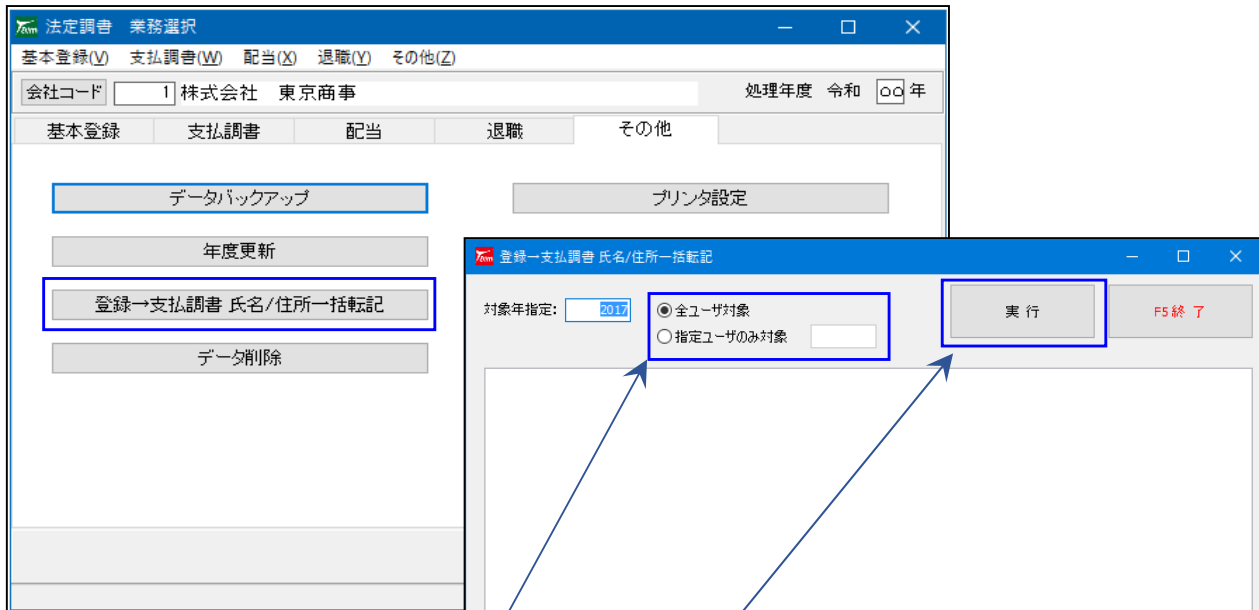 Tam 法定調書 業務選択
基本登録(V) 支払調書(W) 配当(X) 退職(Y) その他(Z)
会社コード 1 株式会社 東京商事 処理年度 令和 ○○ 年
基本登録 支払調書 配当 退職 その他
データバックアップ プリンタ設定
年度更新
登録→支払調書 氏名/住所一括転記
データ削除
Tam 登録→支払調書 氏名/住所一括転記
対象年指定: 2017 全ユーザ対象 実行 F5終了
指定ユーザのみ対象